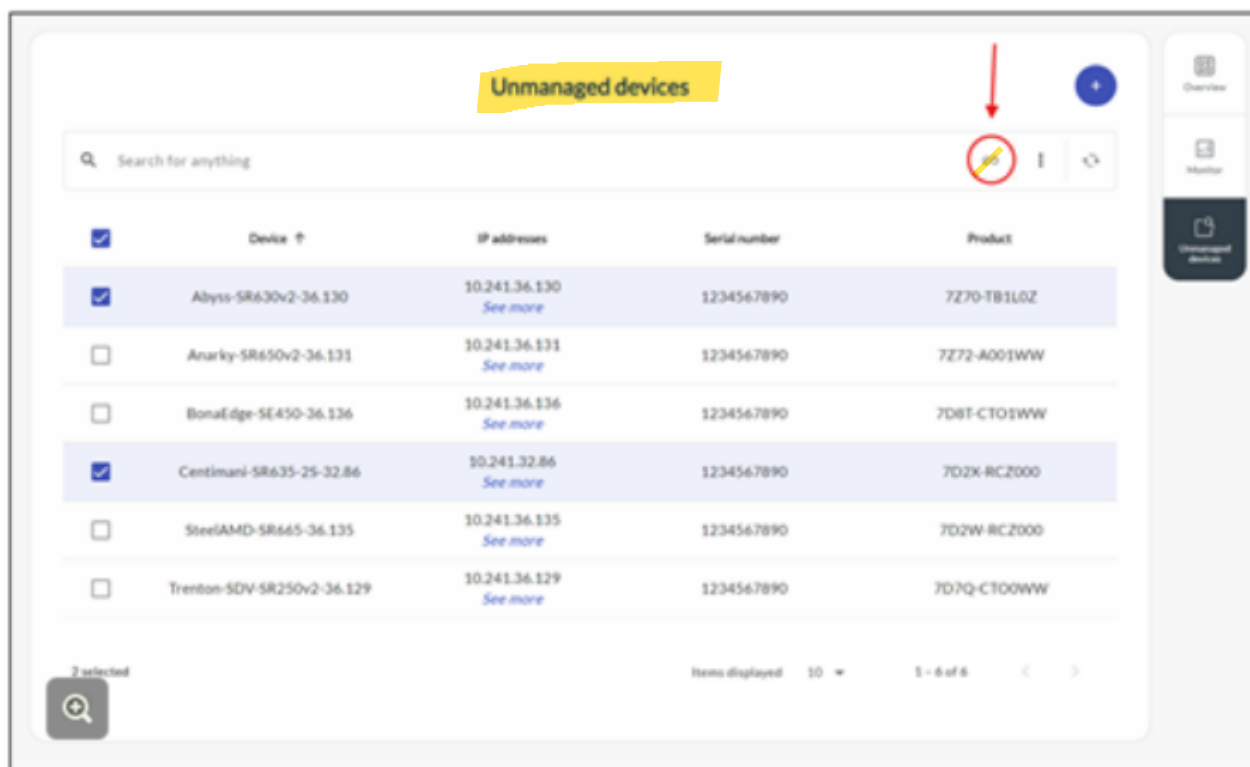 Unmanaged devices
+
Overview
Search for anything
Monitor
Device ↑ IP addresses Serial number Product
Unmanaged
devices
Abyss-SR630v2-36.130 10.241.36.130 1234567890 7Z70-TB1L0Z
See more
Anarky-SR650v2-36.131 10.241.36.131 1234567890 7Z72-A001WW
See more
BonaEdge-SE450-36.136 10.241.36.136 1234567890 7D8T-CTO1WW
See more
Centimani-SR635-2S-32.86 10.241.32.86 1234567890 7D2X-RCZ000
See more
SteelAMD-SR665-36.135 10.241.36.135 1234567890 7D2W-RCZ000
See more
Trenton-SDV-SR250v2-36.129 10.241.36.129 1234567890 7D7Q-CTO0WW
See more
2 selected Items displayed 10 1 - 6 of 6